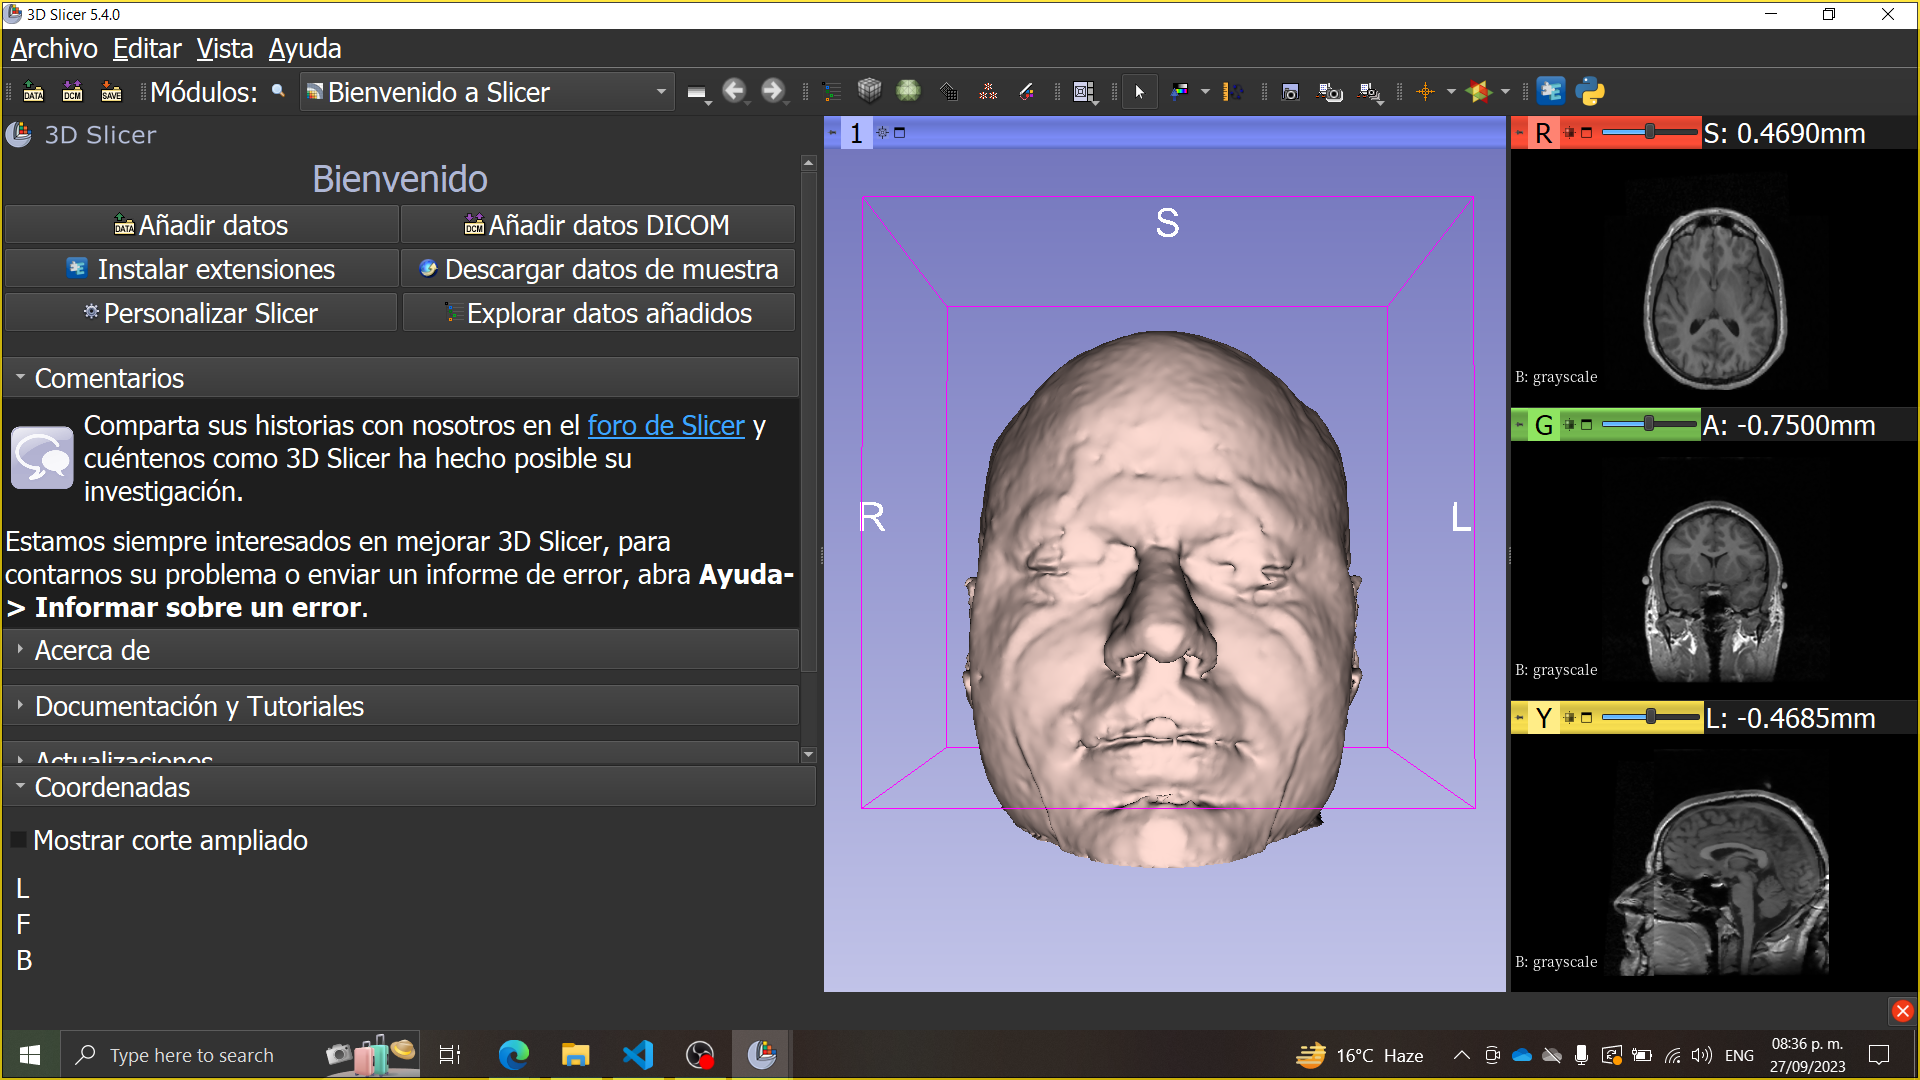 3D Slicer 5.4.0
Archivo Editar Vista Ayuda
DATA DCM SAVE Módulos: Bienvenido a Slicer
3D Slicer
Bienvenido
DATA Añadir datos
DCM Añadir datos DICOM
Instalar extensiones
Descargar datos de muestra
Personalizar Slicer
Explorar datos añadidos
Comentarios
Comparta sus historias con nosotros en el foro de Slicer y
cuéntenos como 3D Slicer ha hecho posible su
investigación.
Estamos siempre interesados en mejorar 3D Slicer, para
contarnos su problema o enviar un informe de error, abra Ayuda-
> Informar sobre un error.
Acerca de
Documentación y Tutoriales
Actualizaciones
Coordenadas
Mostrar corte ampliado
L
F
B
1
S
R
L
R S: 0.4690mm
B: grayscale
G A: -0.7500mm
B: grayscale
Y L: -0.4685mm
B: grayscale
Type here to search
16°C Haze
ENG
08:36 p. m.
27/09/2023